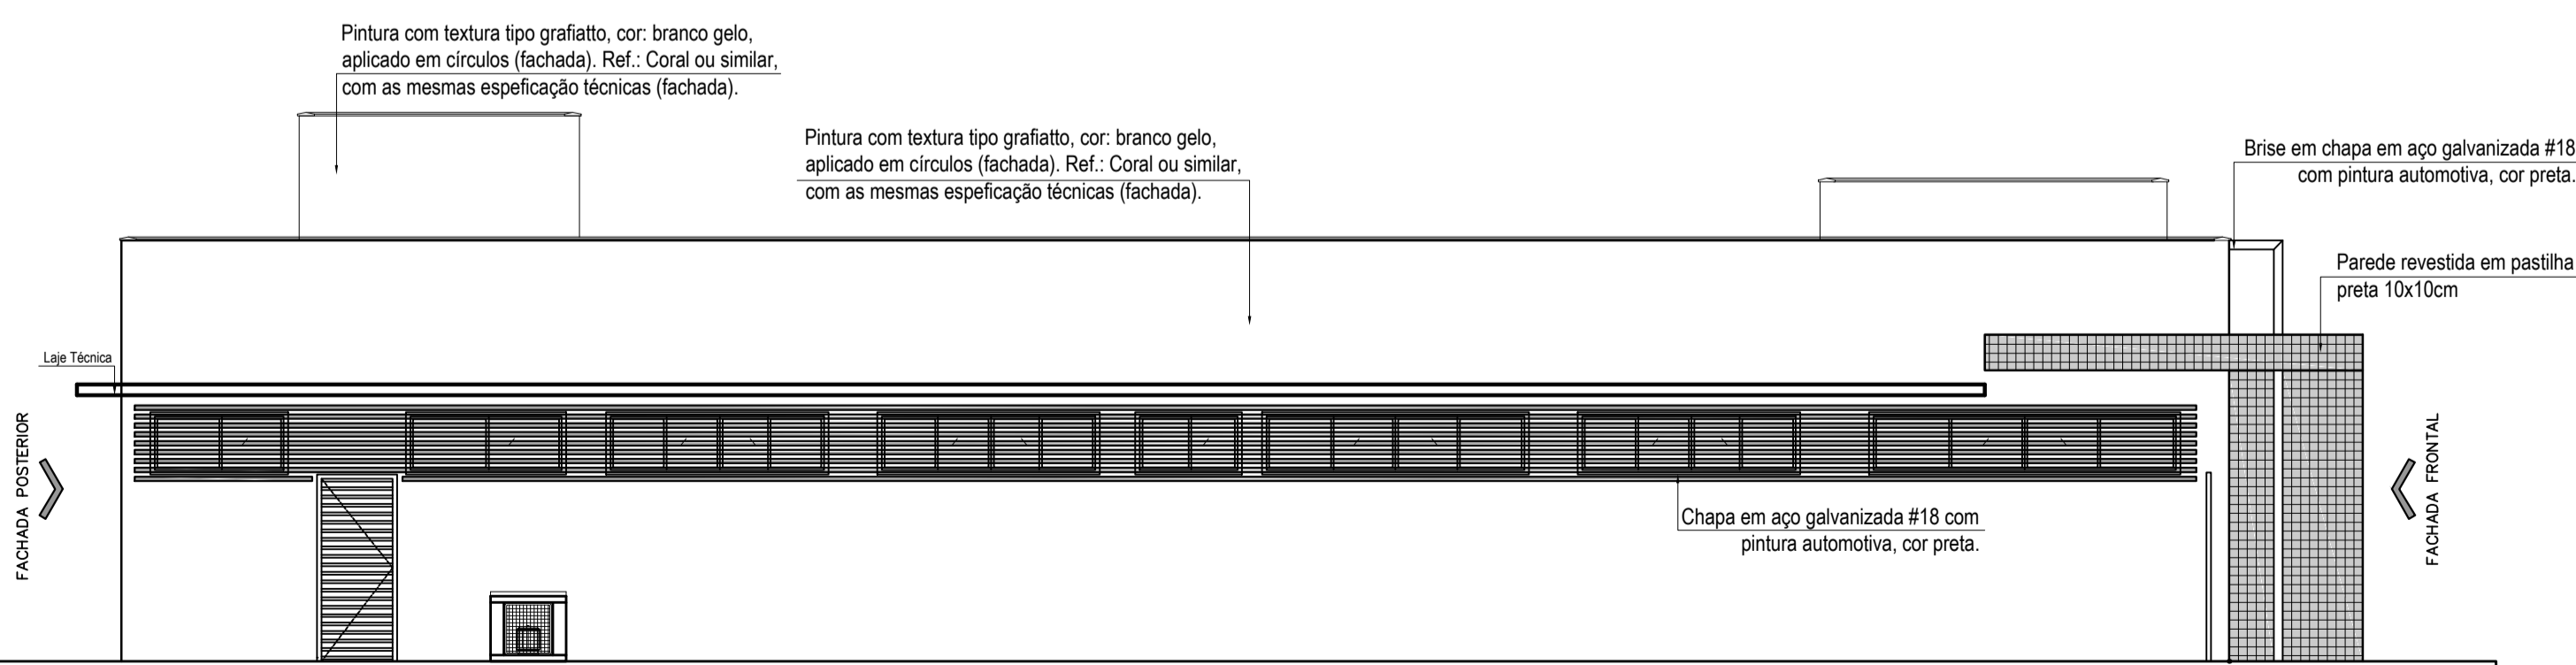 Pintura com textura tipo grafiatto, cor: branco gelo,
aplicado em círculos (fachada). Ref.: Coral ou similar,
com as mesmas espeficação técnicas (fachada).
Pintura com textura tipo grafiatto, cor: branco gelo,
aplicado em círculos (fachada). Ref.: Coral ou similar,
com as mesmas espeficação técnicas (fachada).
Brise em chapa em aço galvanizada #18
com pintura automotiva, cor preta.
Parede revestida em pastilha
preta 10x10cm
Laje Técnica
FACHADA POSTERIOR
FACHADA FRONTAL
Chapa em aço galvanizada #18 com
pintura automotiva, cor preta.